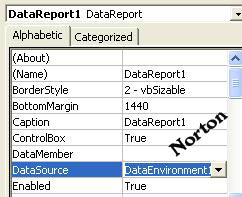 DataReport1 DataReport
Alphabetic Categorized
(About)
(Name) DataReport1
BorderStyle 2 - vbSizable
BottomMargin 1440
Caption DataReport1
ControlBox True
DataMember
DataSource DataEnvironment1
Enabled True
Norton